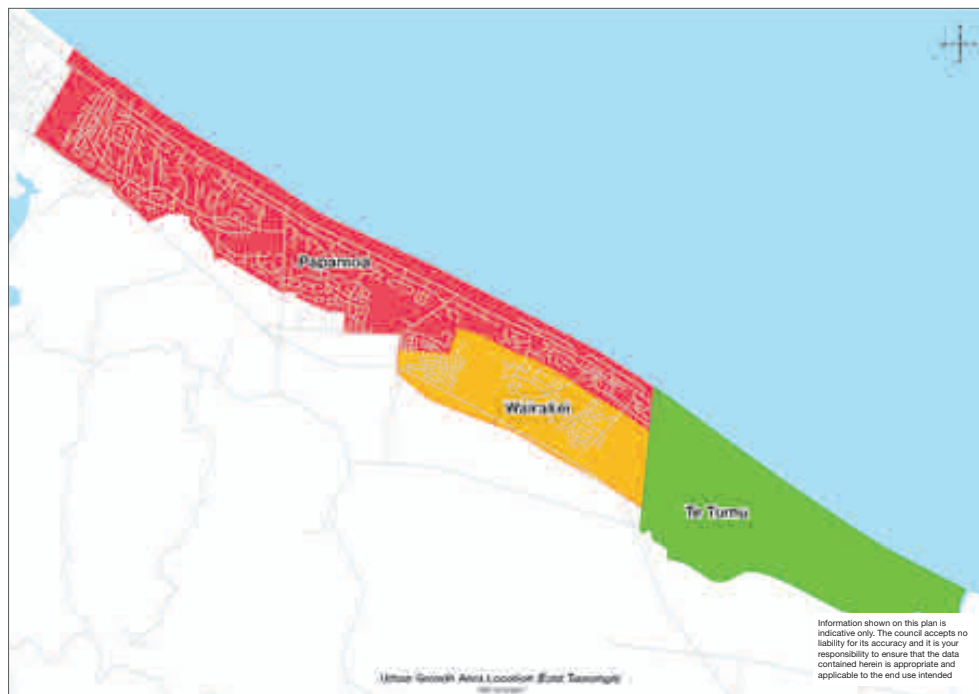 Papamoa
Wairakei
Te Tumu
Information shown on this plan is
indicative only. The council accepts no
liability for its accuracy and it is your
responsibility to ensure that the data
contained herein is appropriate and
applicable to the end use intended
Urban Growth Area Location (East Tauranga)